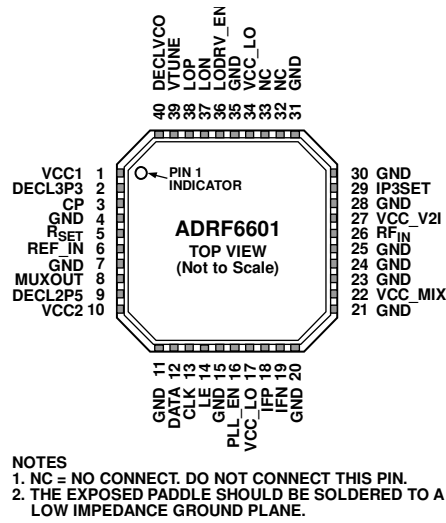 40 DECLVCO
39 VTUNE
38 LOP
37 LON
36 LODRV_EN
35 GND
34 VCC_LO
33 NC
32 NC
31 GND
VCC1 1
DECL3P3 2
CP 3
GND 4
RSET 5
REF_IN 6
GND 7
MUXOUT 8
DECL2P5 9
VCC2 10
PIN 1
INDICATOR
ADRF6601
TOP VIEW
(Not to Scale)
30 GND
29 IP3SET
28 GND
27 VCC_V2I
26 RFIN
25 GND
24 GND
23 GND
22 VCC_MIX
21 GND
GND 11
DATA 12
CLK 13
LE 14
GND 15
PLL_EN 16
VCC_LO 17
IFP 18
IFN 19
GND 20
NOTES
1. NC = NO CONNECT. DO NOT CONNECT THIS PIN.
2. THE EXPOSED PADDLE SHOULD BE SOLDERED TO A
LOW IMPEDANCE GROUND PLANE.